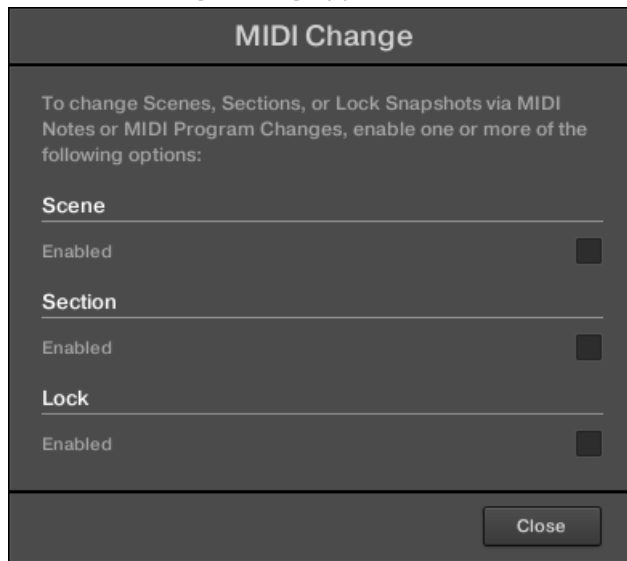 MIDI Change
To change Scenes, Sections, or Lock Snapshots via MIDI
Notes or MIDI Program Changes, enable one or more of the
following options:
Scene
Enabled
Section
Enabled
Lock
Enabled
Close